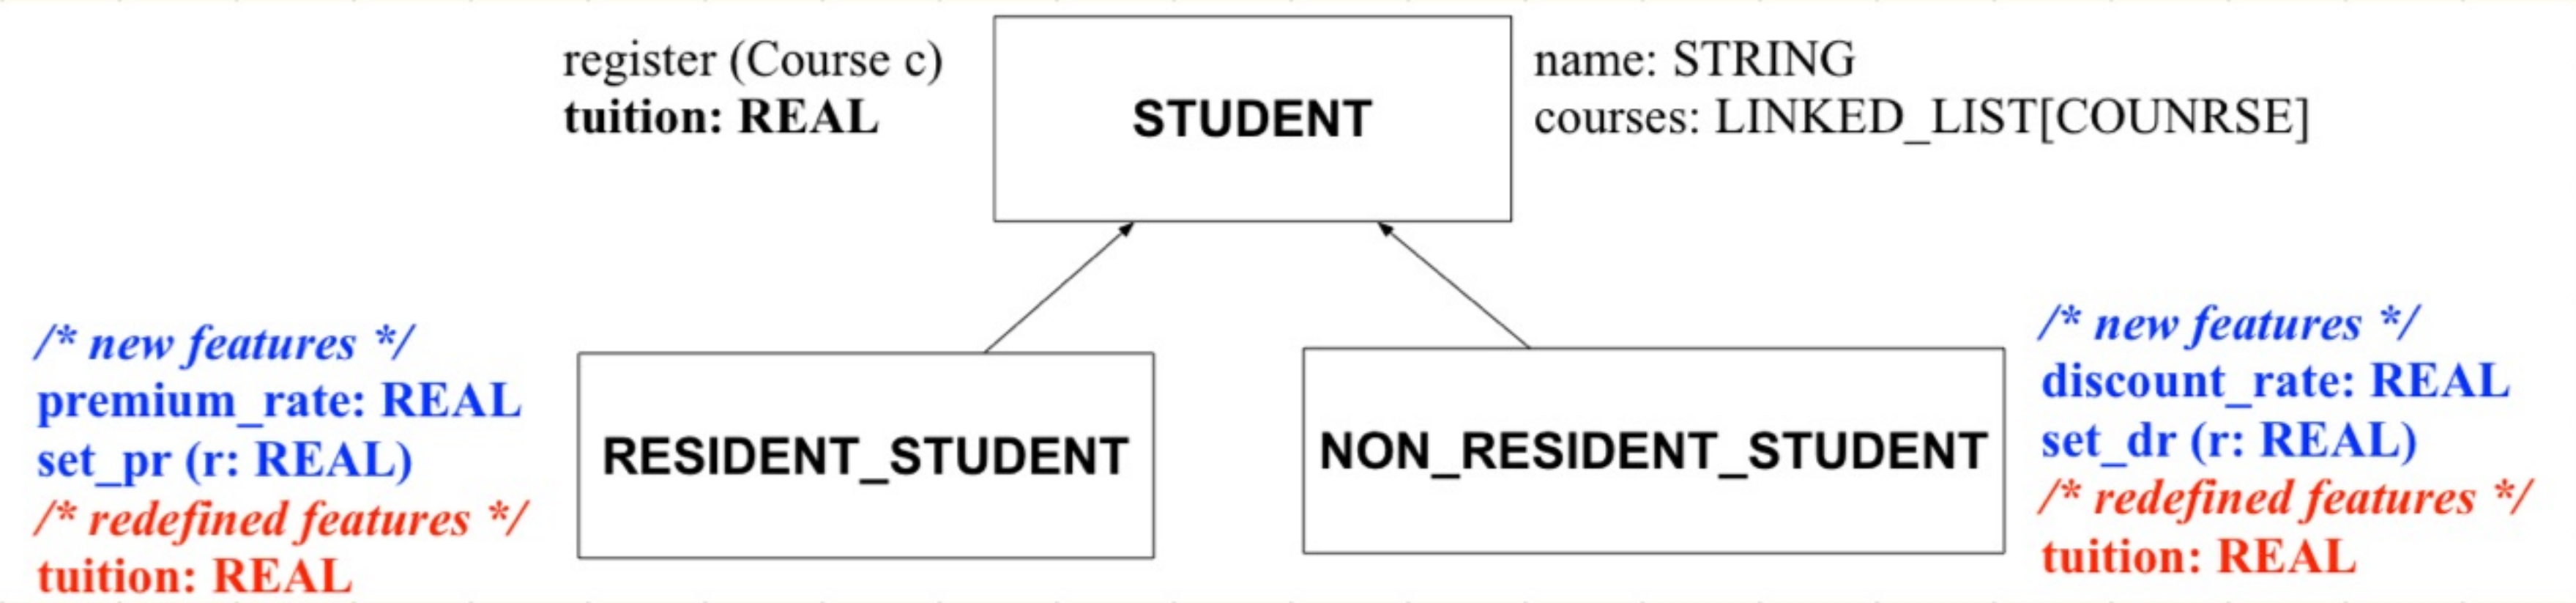 register (Course c)
tuition: REAL
STUDENT
name: STRING
courses: LINKED_LIST[COUNRSE]
/* new features */
premium_rate: REAL
set_pr (r: REAL)
/* redefined features */
tuition: REAL
RESIDENT_STUDENT
NON_RESIDENT_STUDENT
/* new features */
discount_rate: REAL
set_dr (r: REAL)
/* redefined features */
tuition: REAL